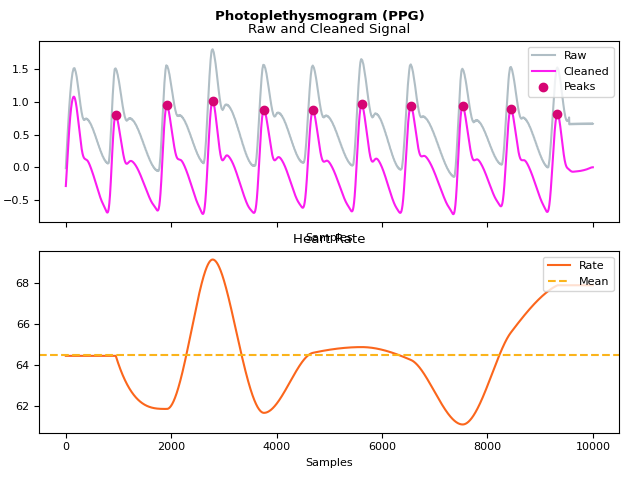 Photoplethysmogram (PPG)
Raw and Cleaned Signal
Raw
Cleaned
Peaks
1.5
1.0
0.5
0.0
−0.5
Samples
Heart Rate
Rate
Mean
68
66
64
62
0
2000
4000
6000
8000
10000
Samples